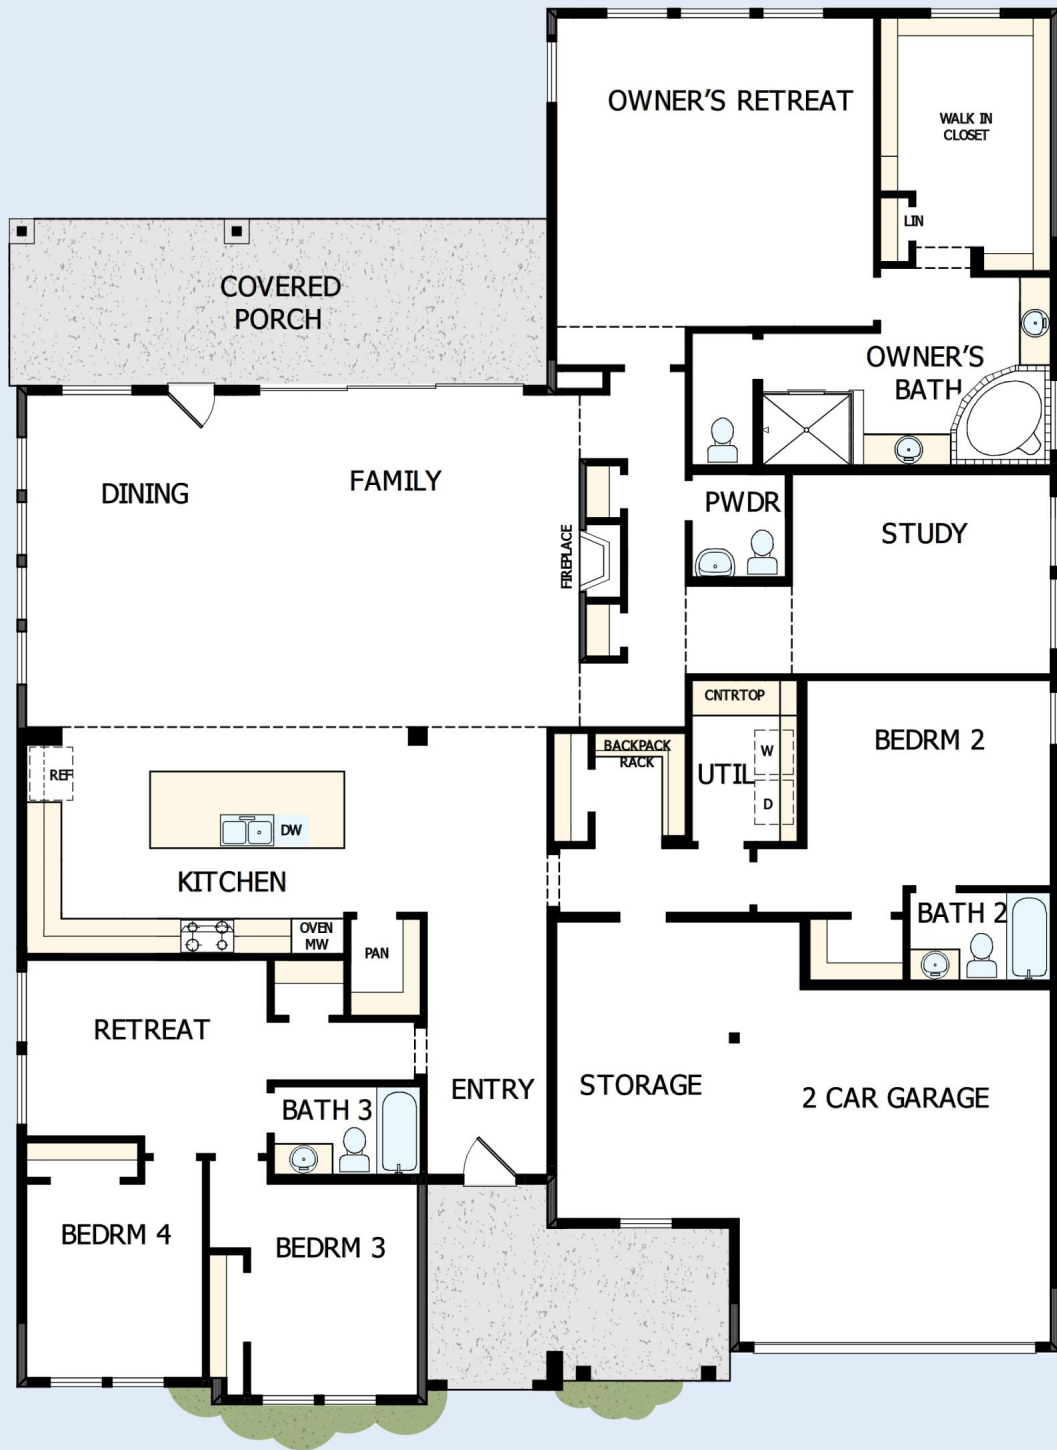 OWNER'S RETREAT
WALK IN
CLOSET
LIN
COVERED
PORCH
OWNER'S
BATH
DINING
FAMILY
FIREPLACE
PWDR
STUDY
CNTRTOP
BACKPACK
RACK
UTIL
W
D
BEDRM 2
REF
DW
KITCHEN
OVEN
MW
PAN
BATH 2
RETREAT
BATH 3
ENTRY
STORAGE
2 CAR GARAGE
BEDRM 4
BEDRM 3